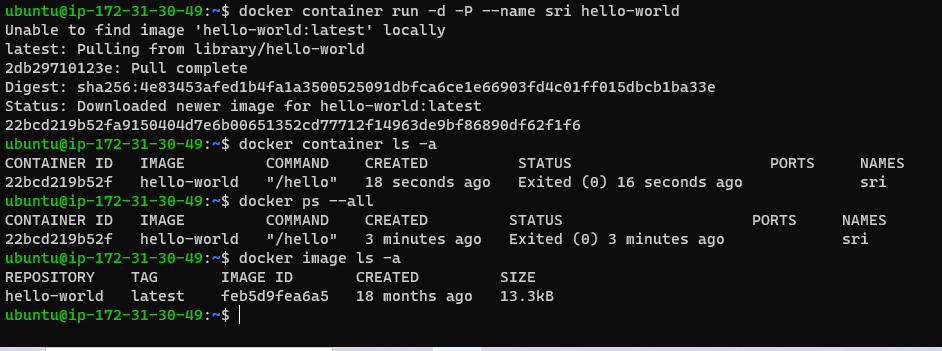 ubuntu@ip-172-31-30-49:~$ docker container run -d -P --name sri hello-world
Unable to find image 'hello-world:latest' locally
latest: Pulling from library/hello-world
2db29710123e: Pull complete
Digest: sha256:4e83453afed1b4fa1a3500525091dbfca6ce1e66903fd4c01ff015dbcb1ba33e
Status: Downloaded newer image for hello-world:latest
22bcd219b52fa9150404d7e6b00651352cd77712f14963de9bf86890df62f1f6
ubuntu@ip-172-31-30-49:~$ docker container ls -a
CONTAINER ID   IMAGE         COMMAND    CREATED          STATUS                      PORTS     NAMES
22bcd219b52f   hello-world   "/hello"   18 seconds ago   Exited (0) 16 seconds ago             sri
ubuntu@ip-172-31-30-49:~$ docker ps --all
CONTAINER ID   IMAGE         COMMAND    CREATED         STATUS                     PORTS     NAMES
22bcd219b52f   hello-world   "/hello"   3 minutes ago   Exited (0) 3 minutes ago             sri
ubuntu@ip-172-31-30-49:~$ docker image ls -a
REPOSITORY    TAG       IMAGE ID       CREATED         SIZE
hello-world   latest    feb5d9fea6a5   18 months ago   13.3kB
ubuntu@ip-172-31-30-49:~$